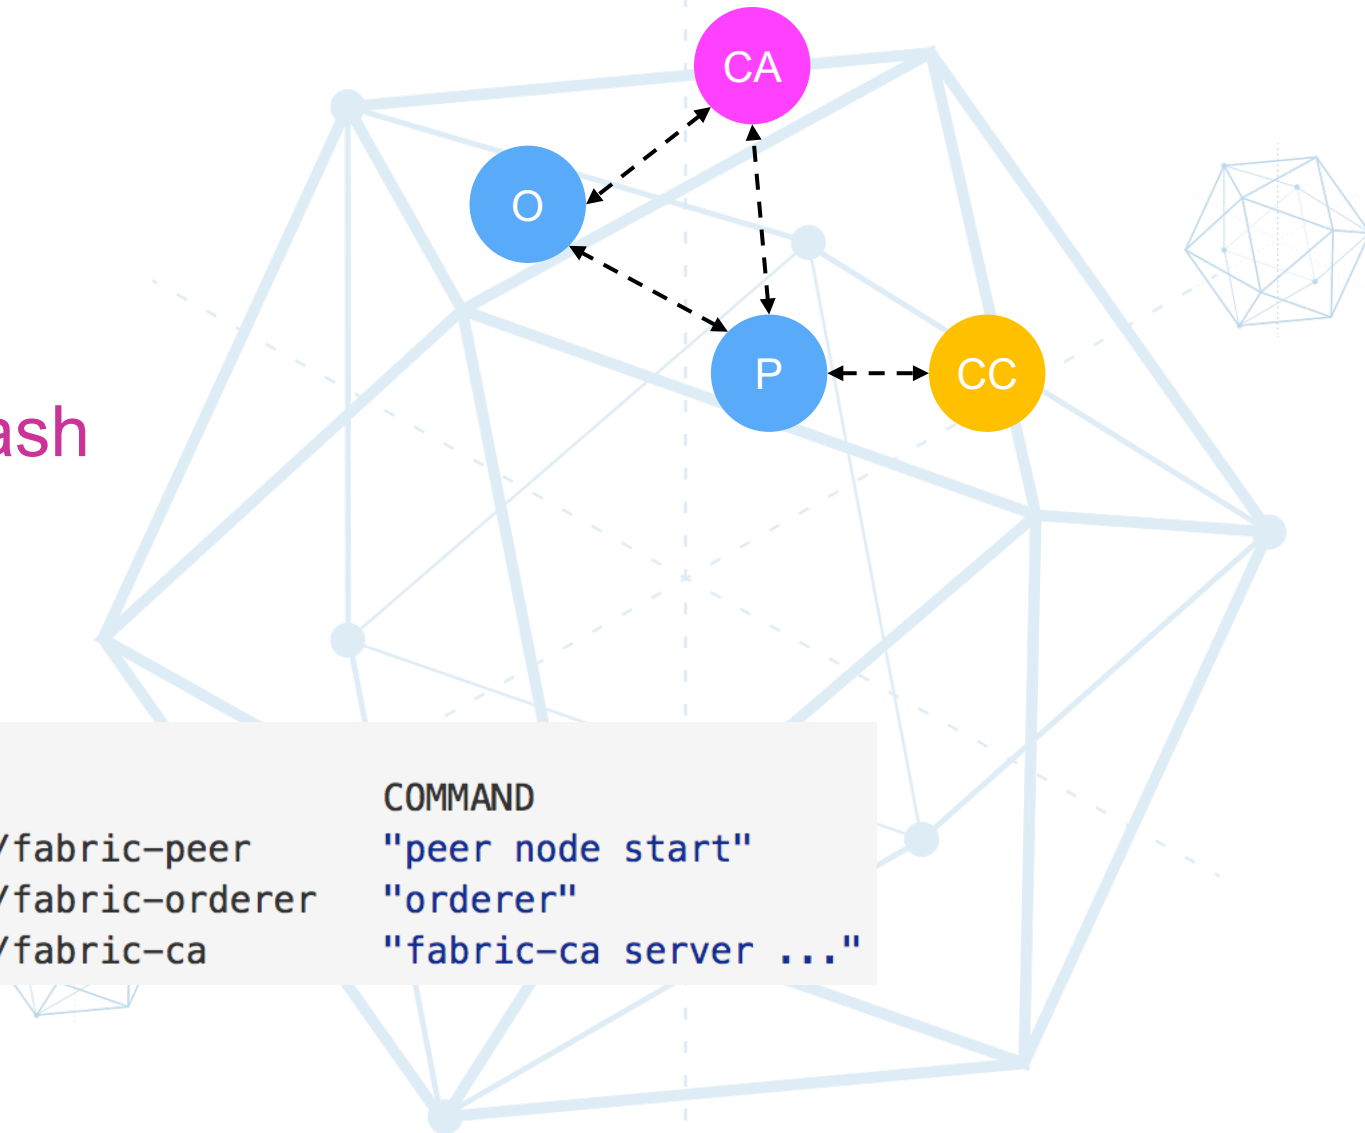 CA
O
P
CC
ash
COMMAND
/fabric-peer "peer node start"
/fabric-orderer "orderer"
/fabric-ca "fabric-ca server ..."